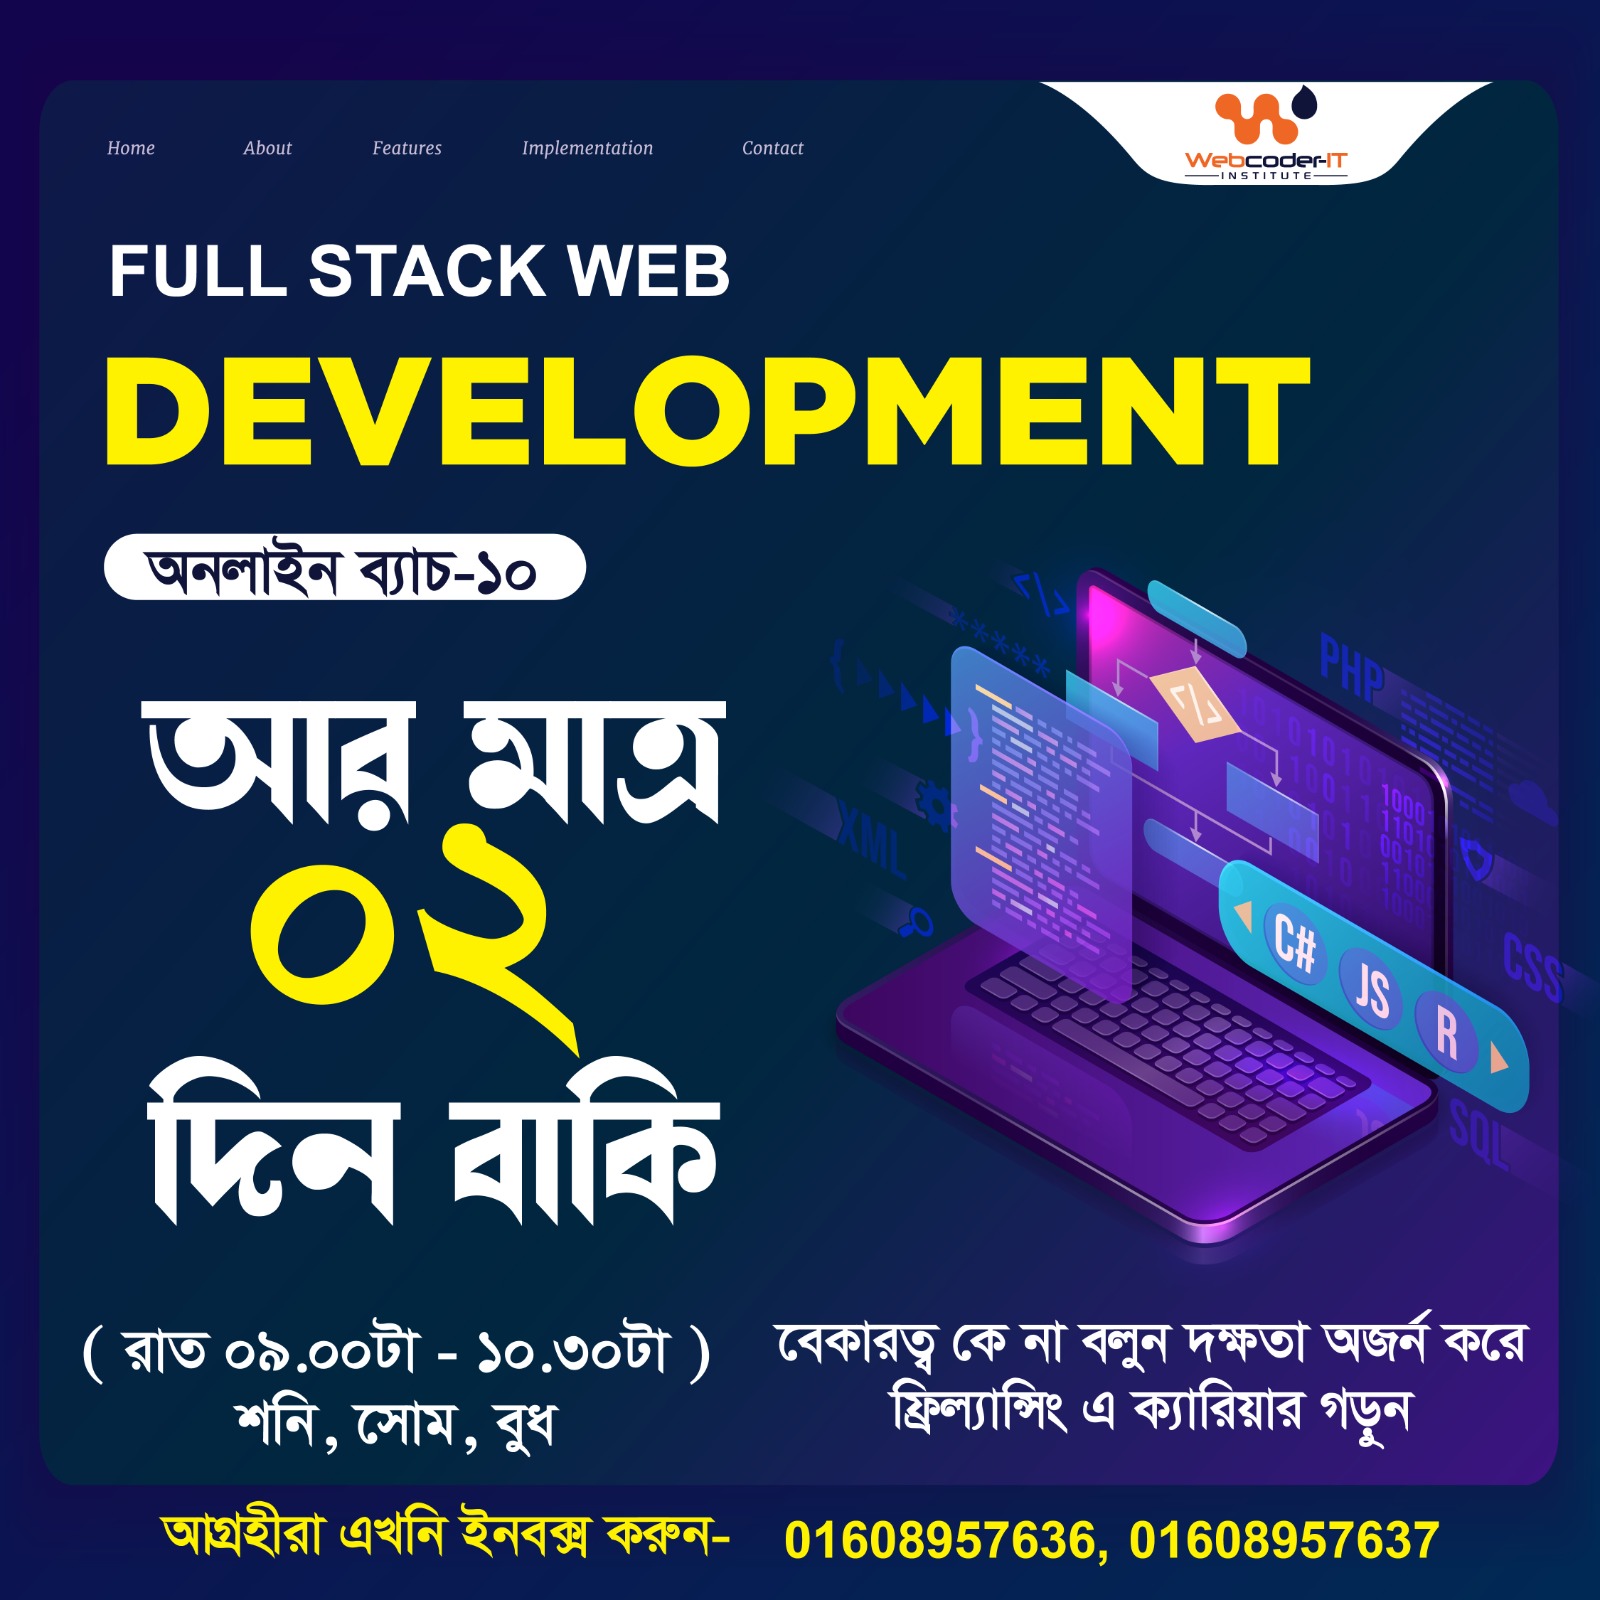 Home About Features Implementation Contact
Webcoder-IT
INSTITUTE
FULL STACK WEB
DEVELOPMENT
অনলাইন ব্যাচ-১০
আর মাত্র
০২
দিন বাকি
</>
*****
{
}
PHP
XML
</>
C# JS R
CSS
SQL
( রাত ০৯.০০টা - ১০.৩০টা )
শনি, সোম, বুধ
বেকারত্ব কে না বলুন দক্ষতা অর্জন করে
ফ্রিল্যান্সিং এ ক্যারিয়ার গড়ুন
আগ্রহীরা এখনি ইনবক্স করুন- 01608957636, 01608957637